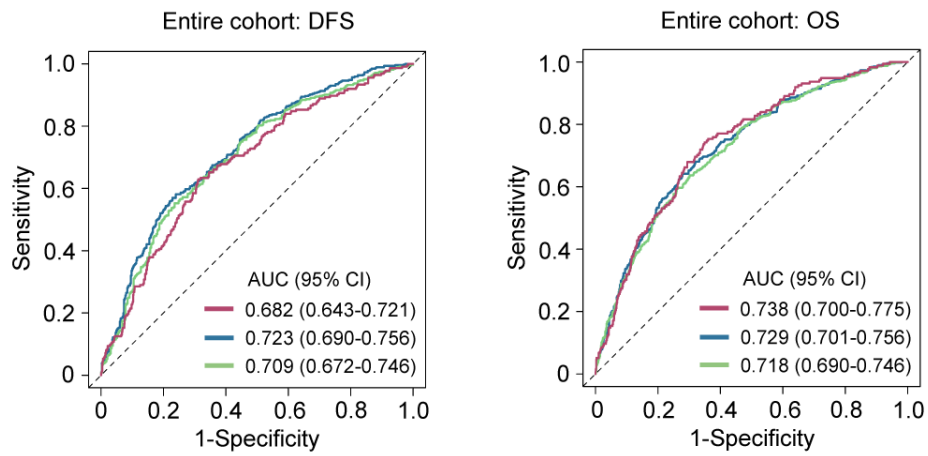 Entire cohort: DFS
Sensitivity
1.0
0.8
0.6
0.4
0.2
0
AUC (95% CI)
0.682 (0.643-0.721)
0.723 (0.690-0.756)
0.709 (0.672-0.746)
0 0.2 0.4 0.6 0.8 1.0
1-Specificity
Entire cohort: OS
Sensitivity
1.0
0.8
0.6
0.4
0.2
0
AUC (95% CI)
0.738 (0.700-0.775)
0.729 (0.701-0.756)
0.718 (0.690-0.746)
0 0.2 0.4 0.6 0.8 1.0
1-Specificity